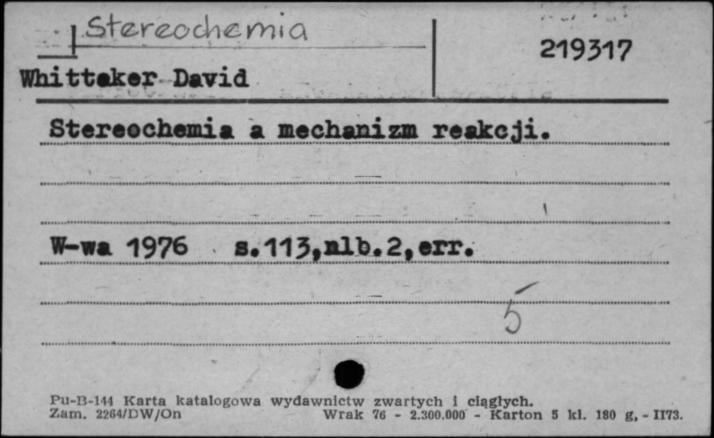 Stereochemia
219317
Whittaker David
Stereochemia a mechanizm reakcji.
W-wa 1976 s.113,nlb.2,err.
5
Pu-B-144 Karta katalogowa wydawnictw zwartych i ciągłych.
Zam. 2264/DW/On Wrak 76 - 2.300.000 - Karton 5 kl. 180 g, - II73.